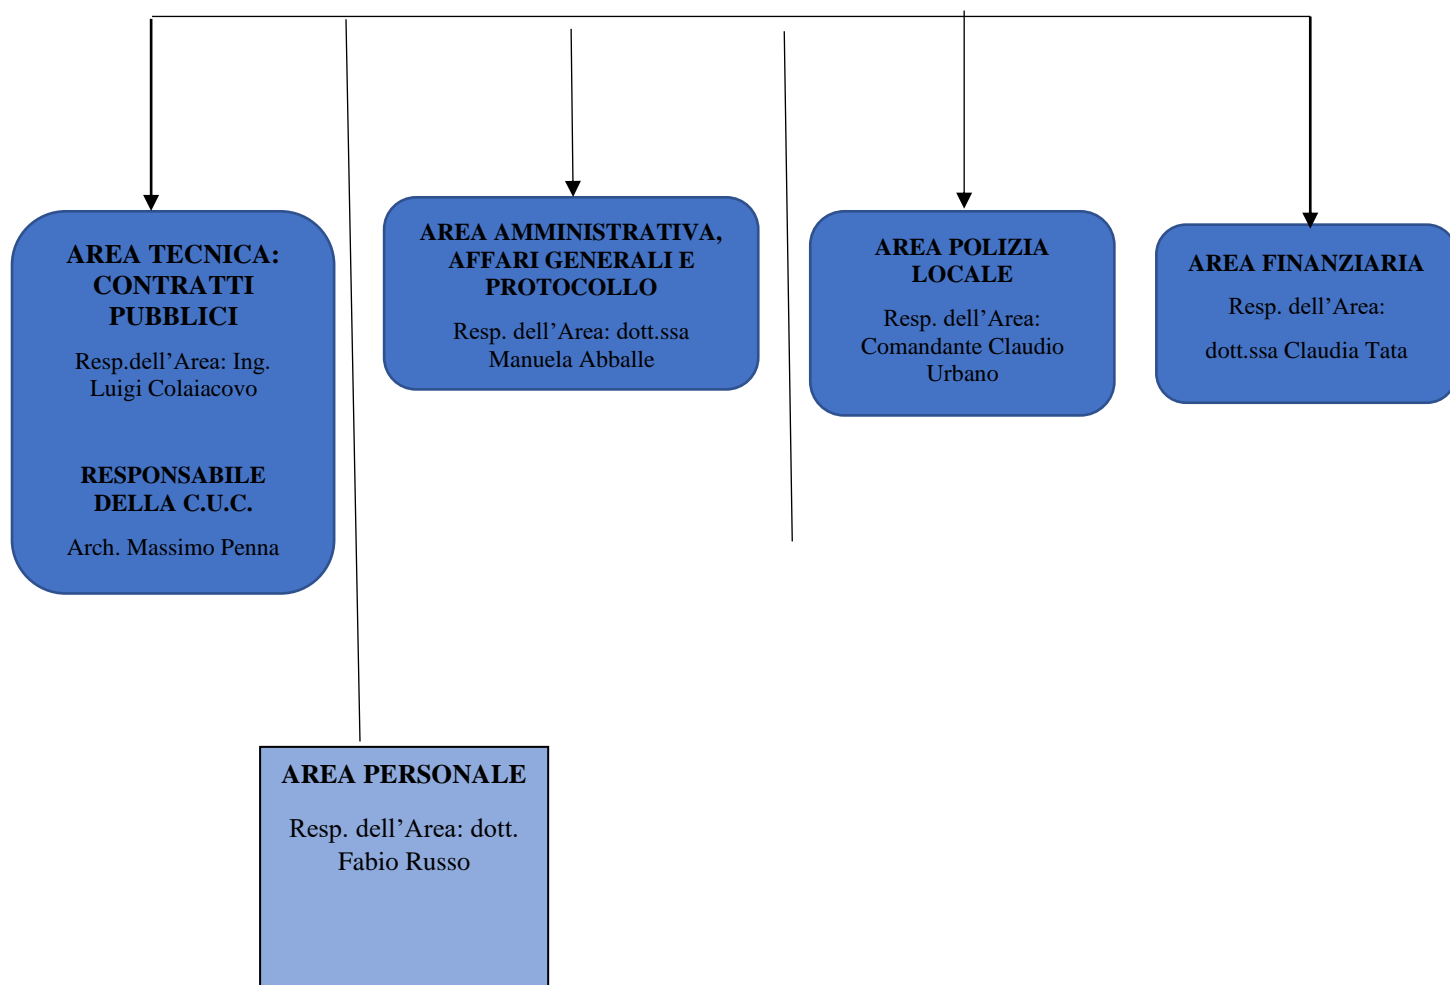 AREA TECNICA:
CONTRATTI
PUBBLICI
Resp.dell’Area: Ing.
Luigi Colaiacovo
RESPONSABILE
DELLA C.U.C.
Arch. Massimo Penna
AREA AMMINISTRATIVA,
AFFARI GENERALI E
PROTOCOLLO
Resp. dell’Area: dott.ssa
Manuela Abballe
AREA POLIZIA
LOCALE
Resp. dell’Area:
Comandante Claudio
Urbano
AREA FINANZIARIA
Resp. dell’Area:
dott.ssa Claudia Tata
AREA PERSONALE
Resp. dell’Area: dott.
Fabio Russo